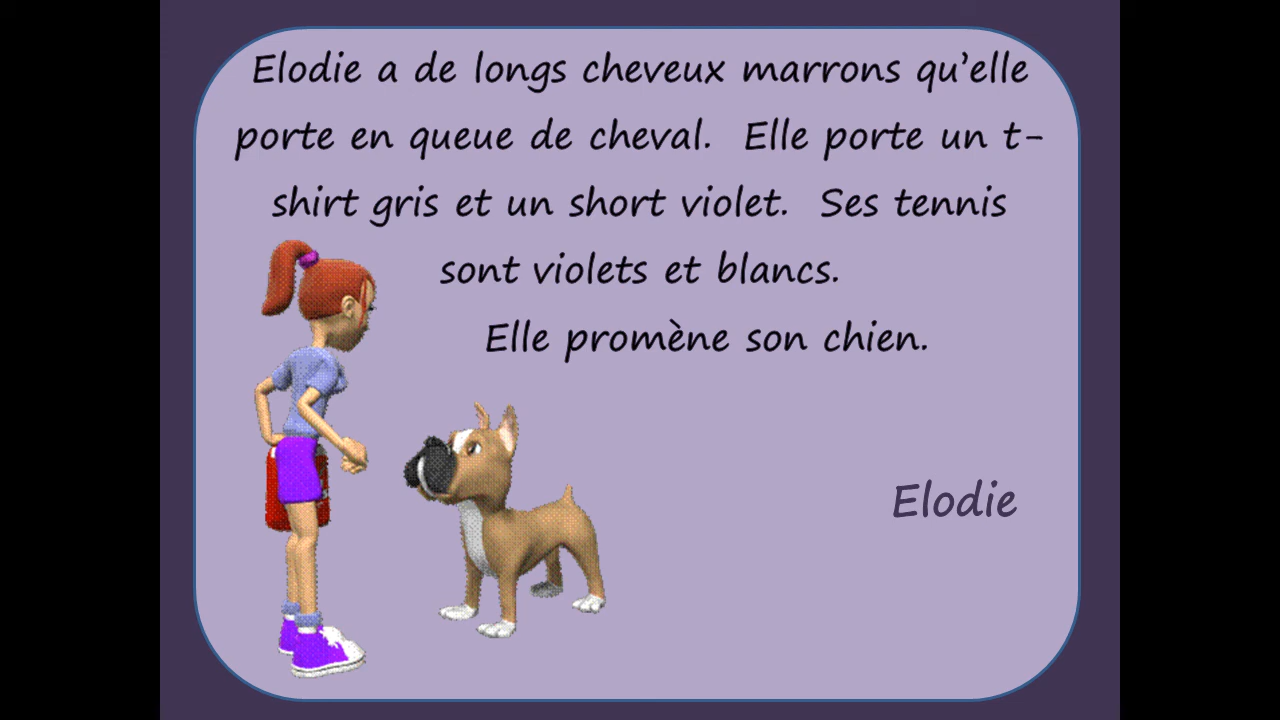 Elodie a de longs cheveux marrons qu'elle
porte en queue de cheval.  Elle porte un t-
shirt gris et un short violet.  Ses tennis
sont violets et blancs.
Elle promène son chien.
Elodie